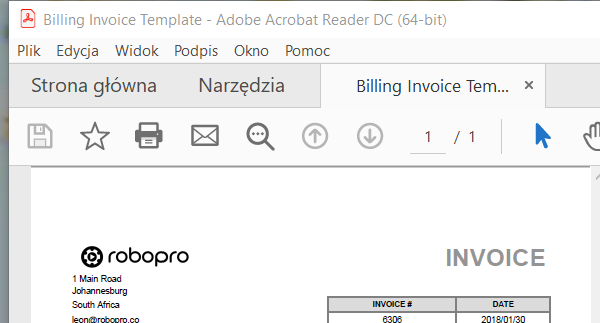 Billing Invoice Template - Adobe Acrobat Reader DC (64-bit)
Plik Edycja Widok Podpis Okno Pomoc
Strona główna Narzędzia Billing Invoice Tem... ×
1 / 1
robopro INVOICE
1 Main Road
Johannesburg
South Africa
INVOICE # DATE
leon@robopro.co 6306 2018/01/30